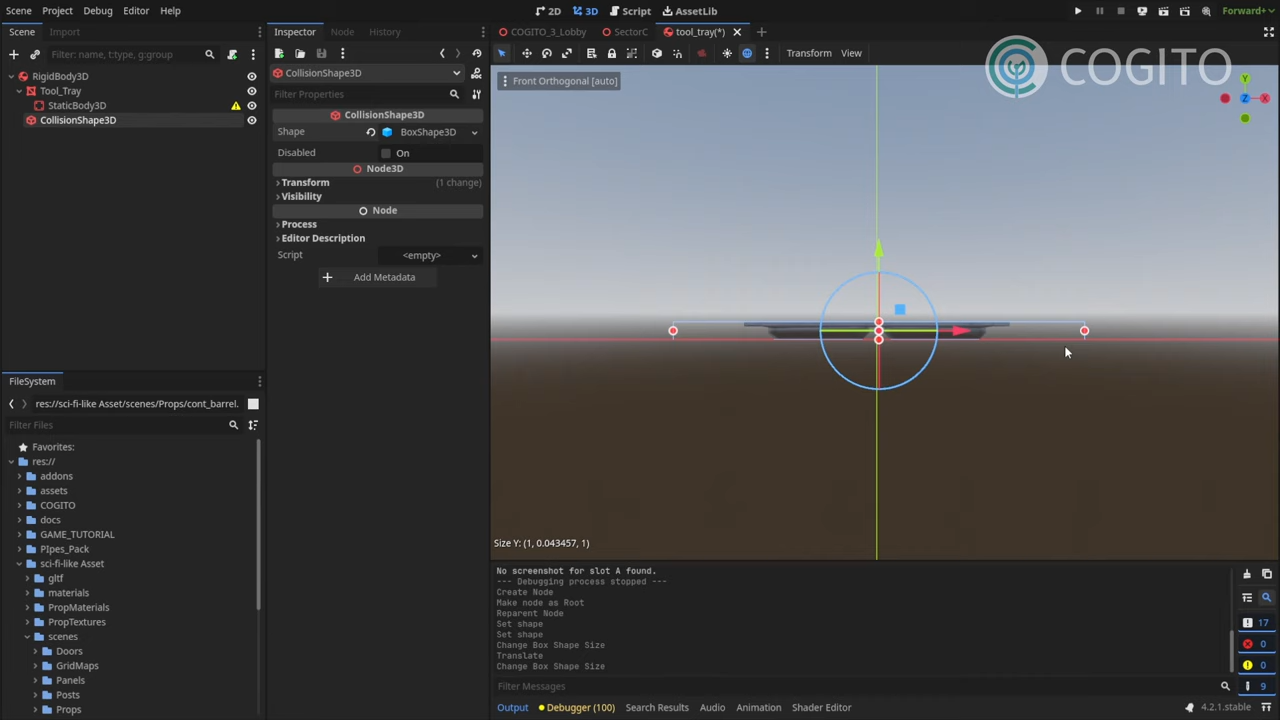 Scene Project Debug Editor Help
2D 3D Script AssetLib
Forward+
Scene Import
Filter: name, t:type, g:group
RigidBody3D
Tool_Tray
StaticBody3D
CollisionShape3D
Inspector Node History
CollisionShape3D
Filter Properties
CollisionShape3D
Shape BoxShape3D
Disabled On
Node3D
Transform (1 change)
Visibility
Node
Process
Editor Description
Script <empty>
Add Metadata
COGITO_3_Lobby SectorC tool_tray(*)
Transform View
COGITO
Front Orthogonal [auto]
Y
Z
X
Size Y: (1, 0.043457, 1)
FileSystem
res://sci-fi-like Asset/scenes/Props/cont_barrel.
Filter Files
Favorites:
res://
addons
assets
COGITO
docs
GAME_TUTORIAL
PIpes_Pack
sci-fi-like Asset
gltf
materials
PropMaterials
PropTextures
scenes
Doors
GridMaps
Panels
Posts
Props
No screenshot for slot A found.
--- Debugging process stopped ---
Create Node
Make node as Root
Reparent Node
Set shape
Set shape
Change Box Shape Size
Translate
Change Box Shape Size
17
0
0
9
Filter Messages
Output Debugger (100) Search Results Audio Animation Shader Editor
4.2.1.stable